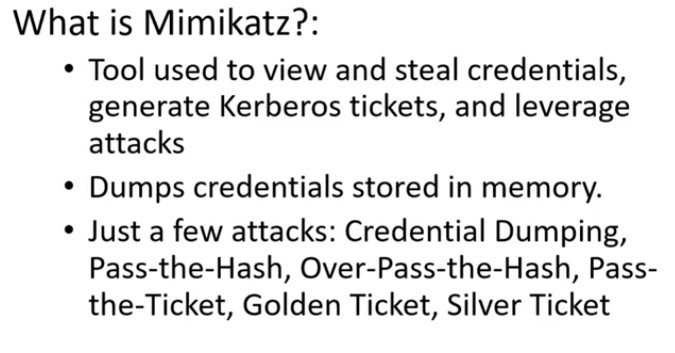 What is Mimikatz?:
• Tool used to view and steal credentials,
generate Kerberos tickets, and leverage
attacks
• Dumps credentials stored in memory.
• Just a few attacks: Credential Dumping,
Pass-the-Hash, Over-Pass-the-Hash, Pass-
the-Ticket, Golden Ticket, Silver Ticket